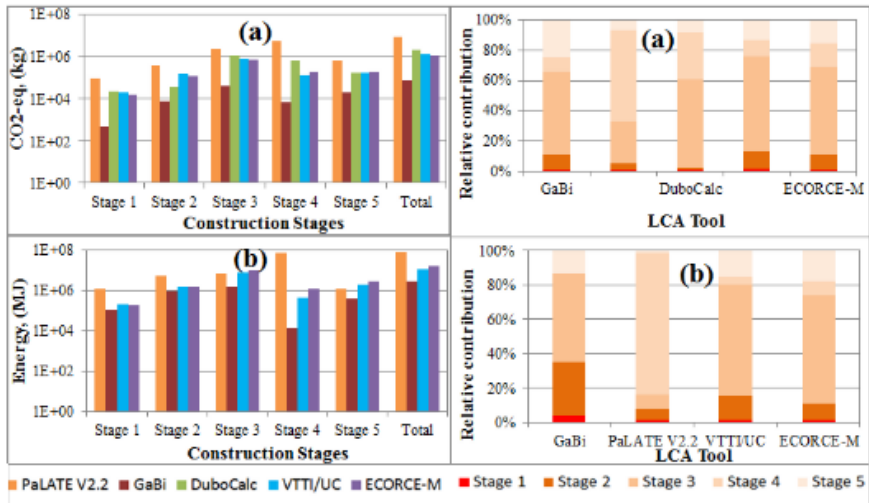 (a)
CO2-eq, (kg)
1E+08
1E+06
1E+04
1E+02
1E+00
Stage 1 Stage 2 Stage 3 Stage 4 Stage 5 Total
Construction Stages
(a)
Relative contribution
100%
80%
60%
40%
20%
0%
GaBi DuboCalc ECORCE-M
LCA Tool
(b)
Energy, (MJ)
1E+08
1E+06
1E+04
1E+02
1E+00
Stage 1 Stage 2 Stage 3 Stage 4 Stage 5 Total
Construction Stages
(b)
Relative contribution
100%
80%
60%
40%
20%
0%
GaBi PaLATE V2.2 VTTI/UC ECORCE-M
LCA Tool
PaLATE V2.2 GaBi DuboCalc VTTI/UC ECORCE-M
Stage 1 Stage 2 Stage 3 Stage 4 Stage 5